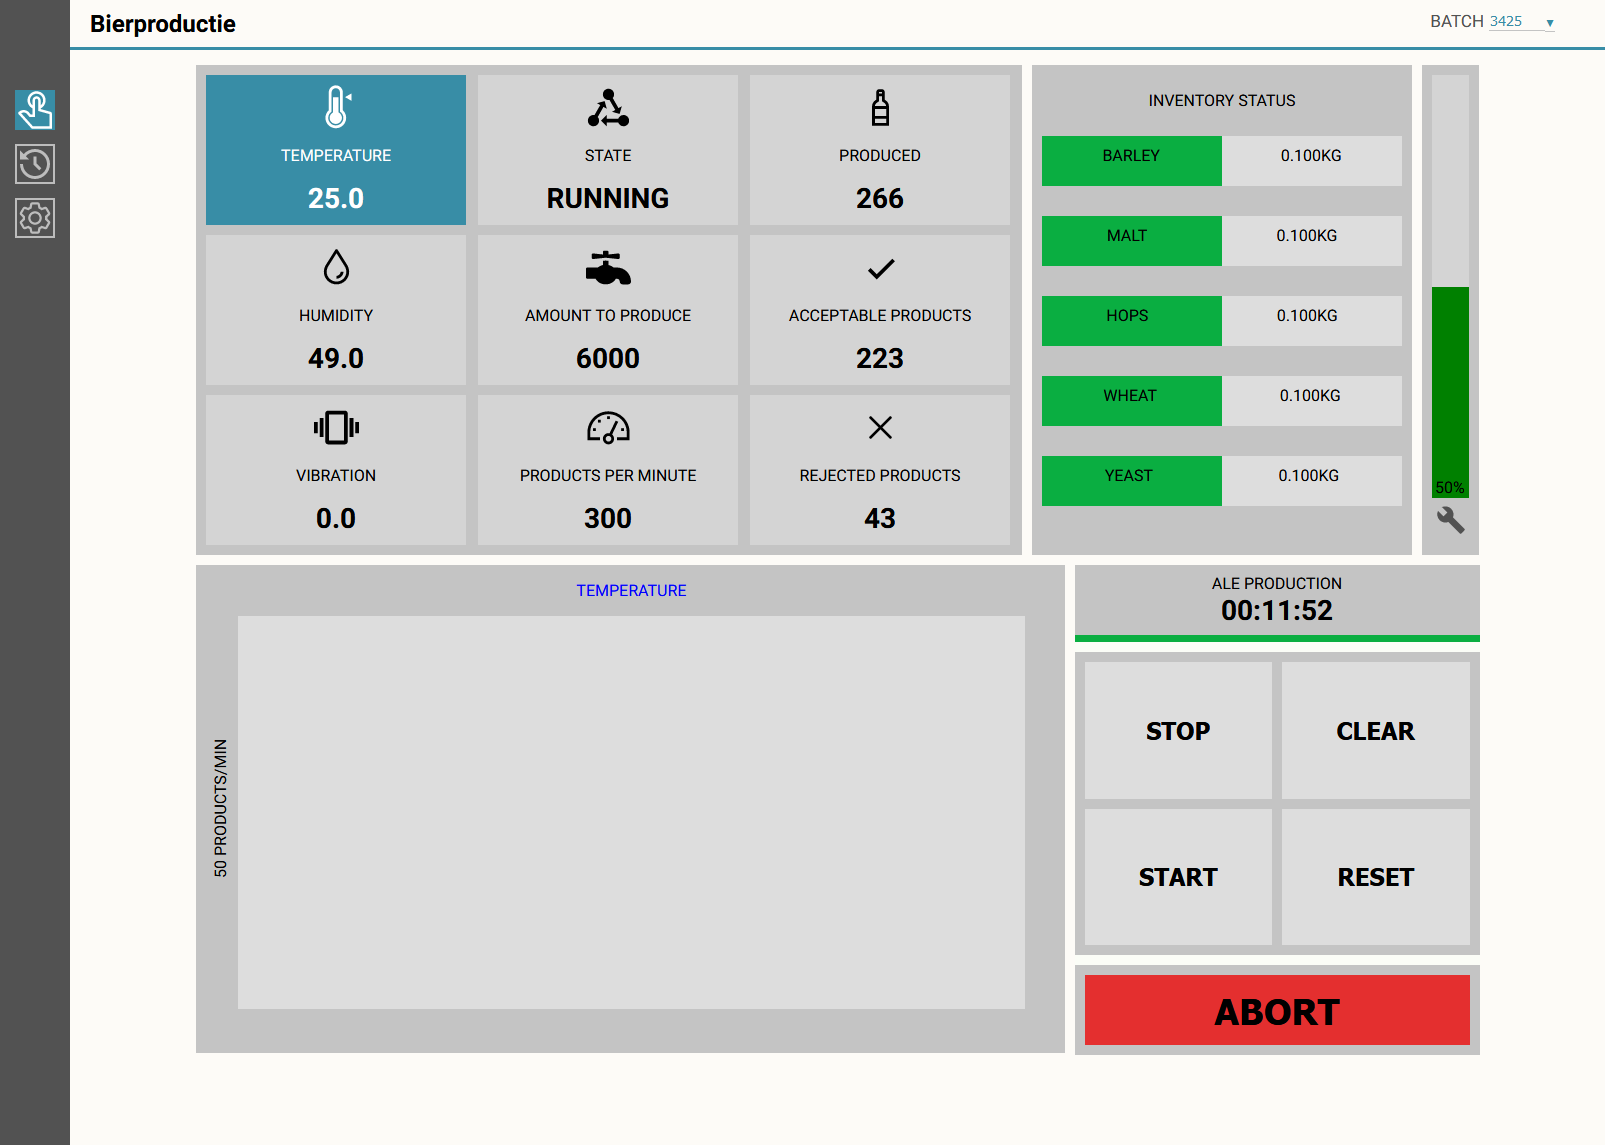 Bierproductie
BATCH 3425
TEMPERATURE
25.0
STATE
RUNNING
PRODUCED
266
HUMIDITY
49.0
AMOUNT TO PRODUCE
6000
ACCEPTABLE PRODUCTS
223
VIBRATION
0.0
PRODUCTS PER MINUTE
300
REJECTED PRODUCTS
43
INVENTORY STATUS
BARLEY 0.100KG
MALT 0.100KG
HOPS 0.100KG
WHEAT 0.100KG
YEAST 0.100KG
50%
TEMPERATURE
50 PRODUCTS/MIN
ALE PRODUCTION
00:11:52
STOP
CLEAR
START
RESET
ABORT